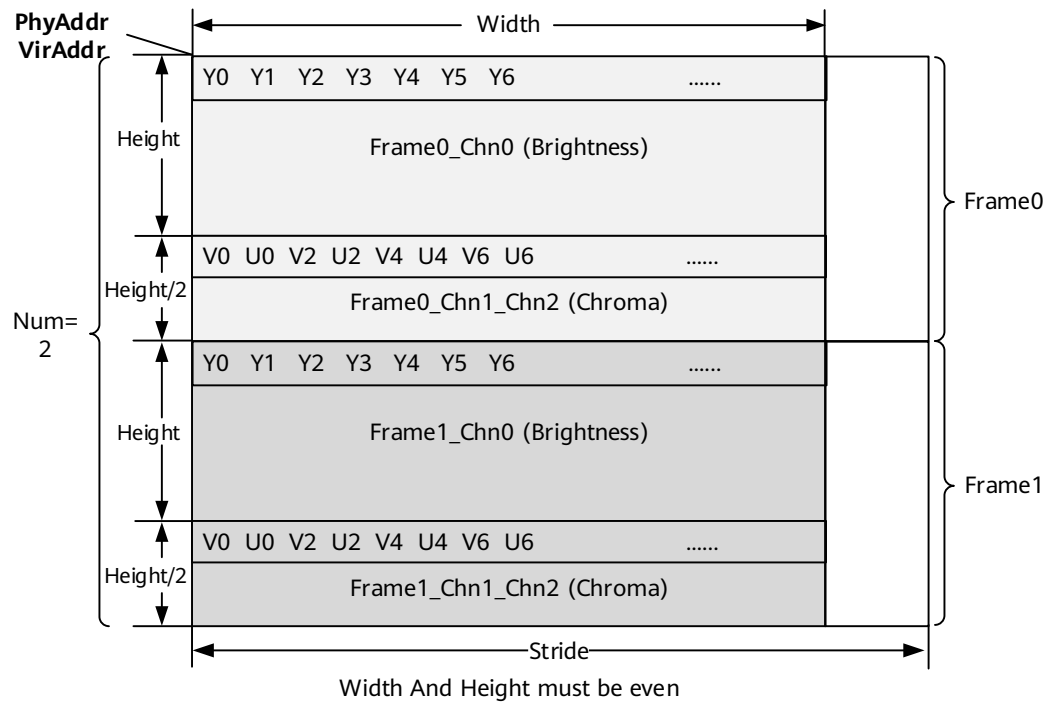 PhyAddr
VirAddr
Width
Y0 Y1 Y2 Y3 Y4 Y5 Y6 ......
Height
Frame0_Chn0 (Brightness)
Frame0
V0 U0 V2 U2 V4 U4 V6 U6 ......
Height/2
Frame0_Chn1_Chn2 (Chroma)
Num=
2
Y0 Y1 Y2 Y3 Y4 Y5 Y6 ......
Height
Frame1_Chn0 (Brightness)
Frame1
V0 U0 V2 U2 V4 U4 V6 U6 ......
Height/2
Frame1_Chn1_Chn2 (Chroma)
Stride
Width And Height must be even